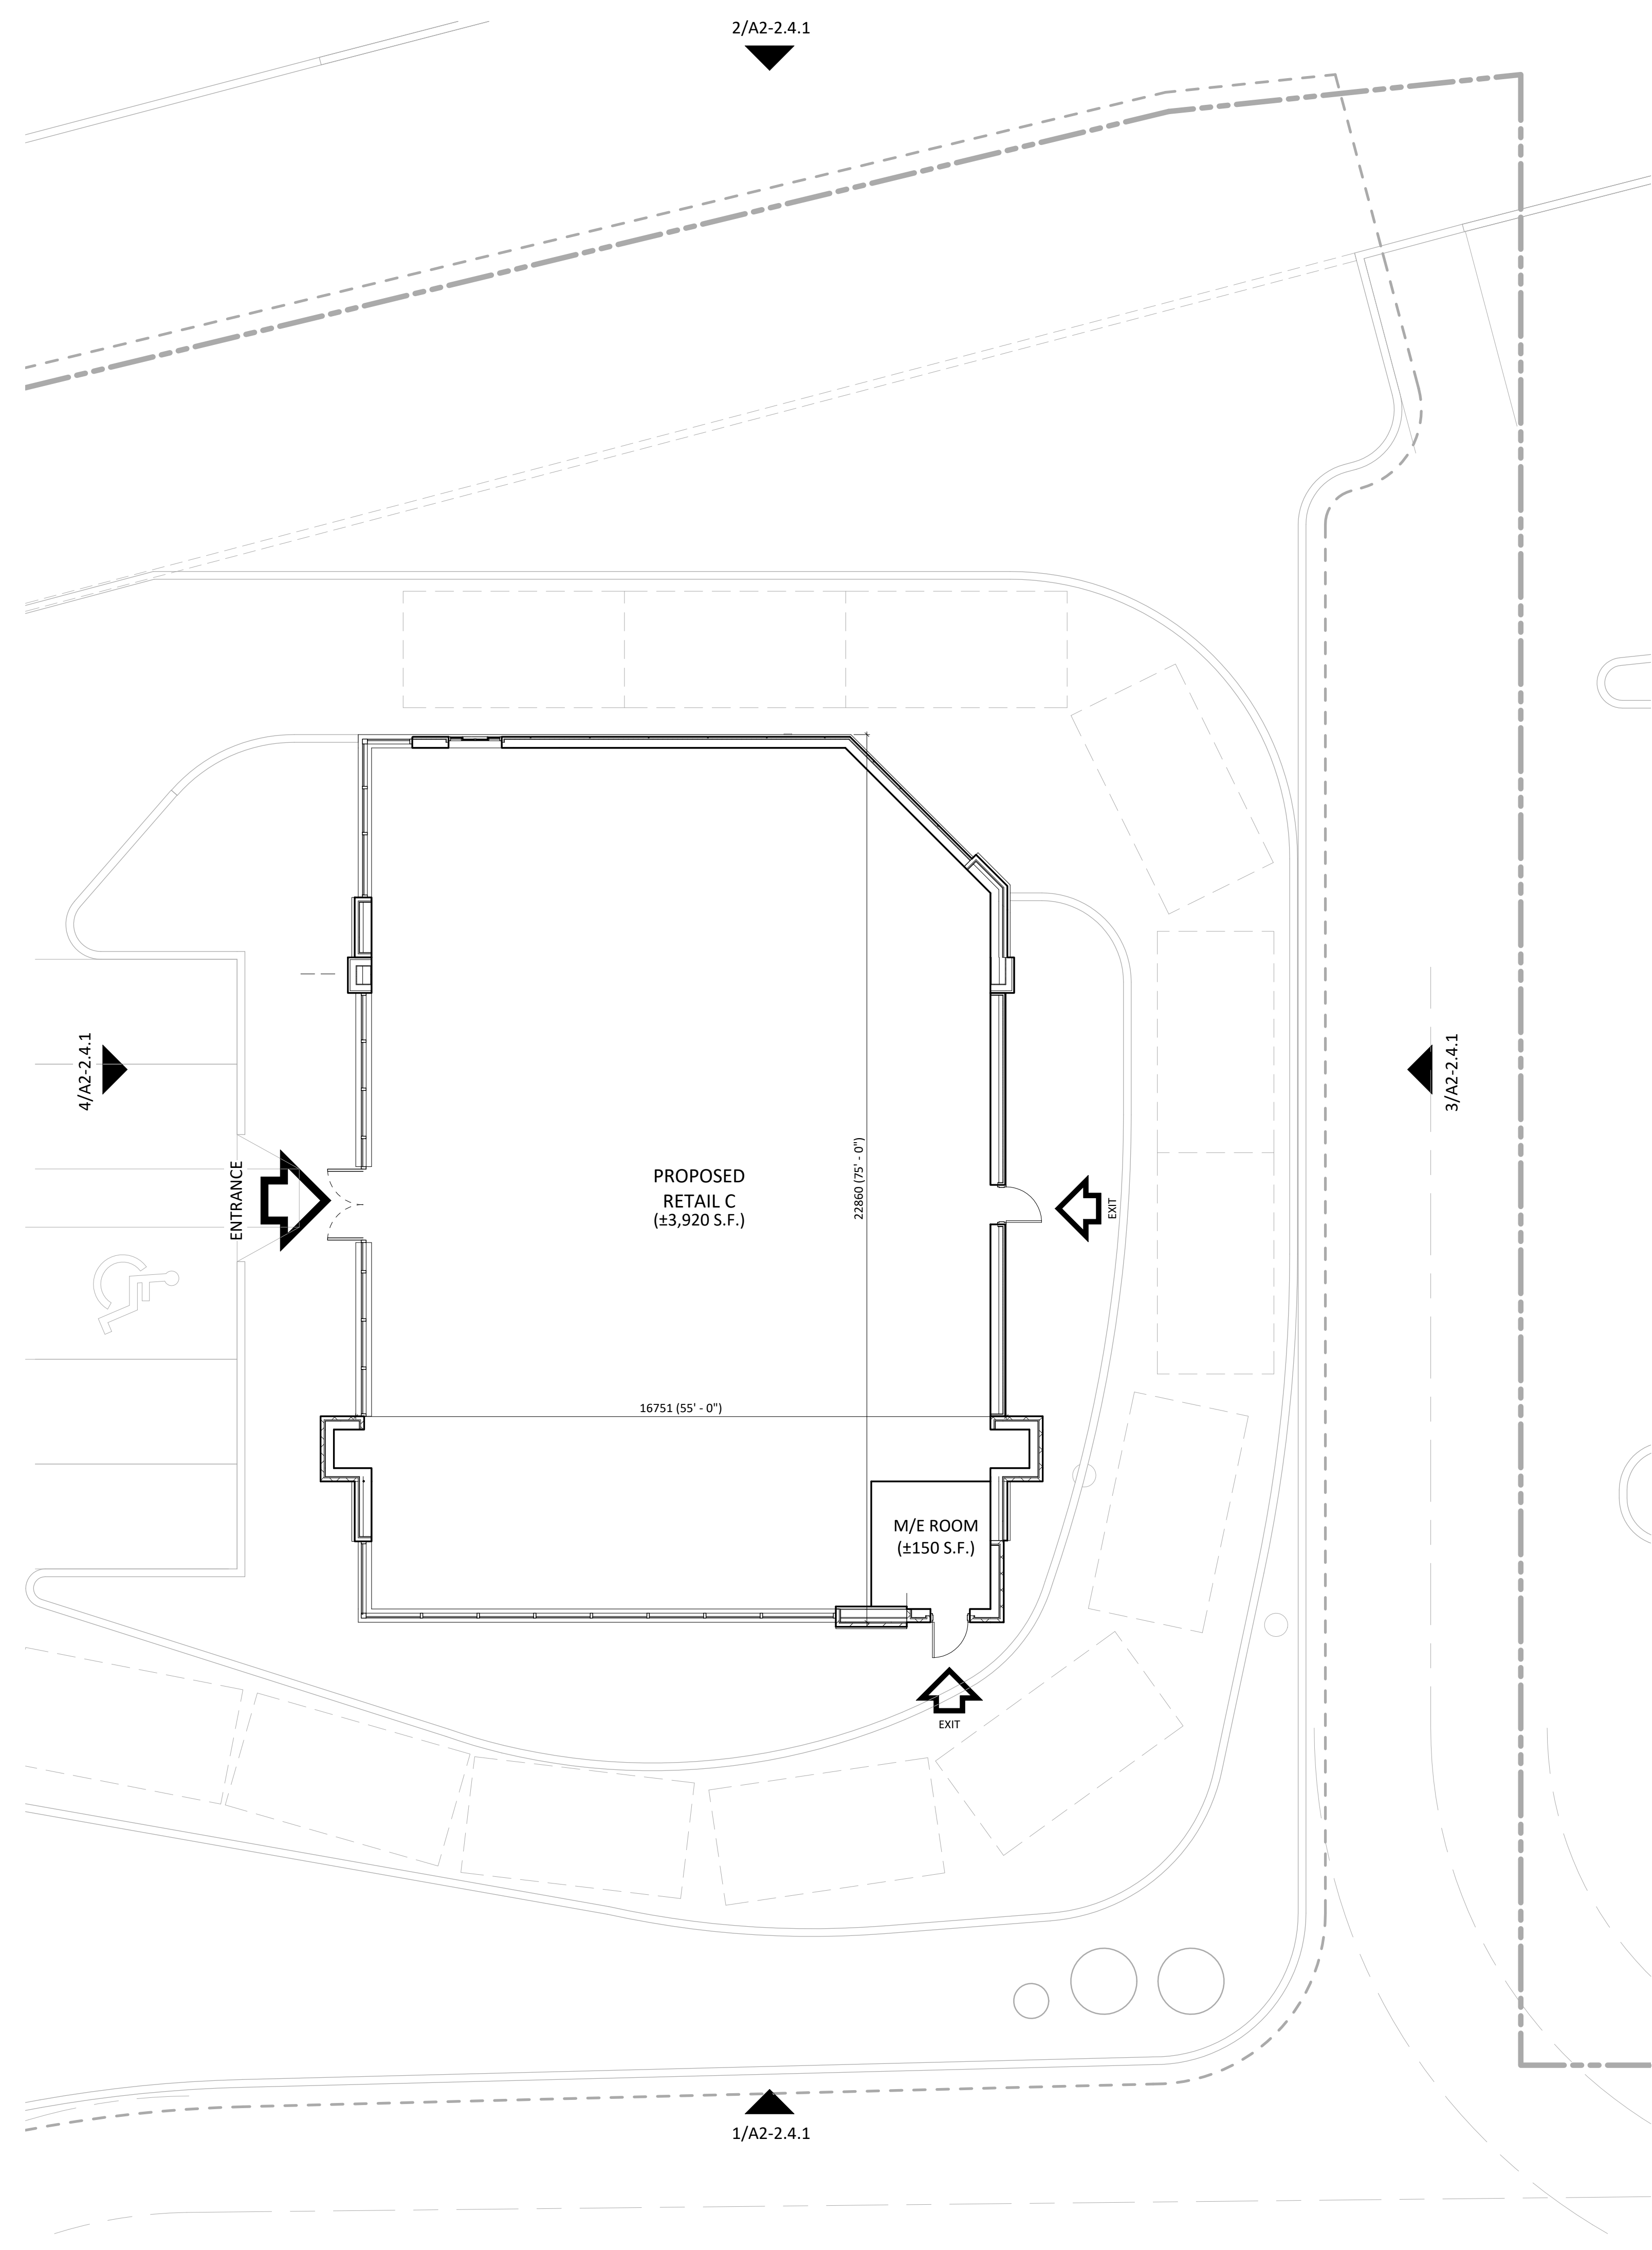 2/A2-2.4.1
4/A2-2.4.1
3/A2-2.4.1
ENTRANCE
PROPOSED
RETAIL C
(±3,920 S.F.)
22860 (75' - 0")
EXIT
16751 (55' - 0")
M/E ROOM
(±150 S.F.)
EXIT
1/A2-2.4.1